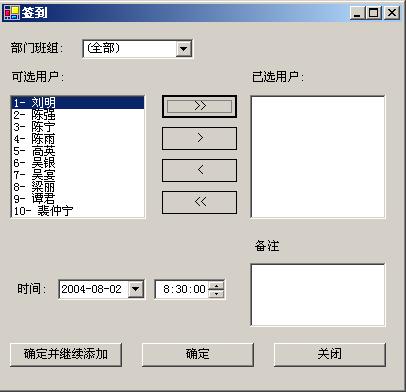 签到
部门班组: (全部)
可选用户: 已选用户:
1- 刘明
2- 陈强
3- 陈宁
4- 陈雨
5- 高英
6- 吴银
7- 吴宴
8- 梁丽
9- 谭君
10- 裴仲宁
>>
>
<
<<
备注
时间: 2004-08-02 8:30:00
确定并继续添加 确定 关闭